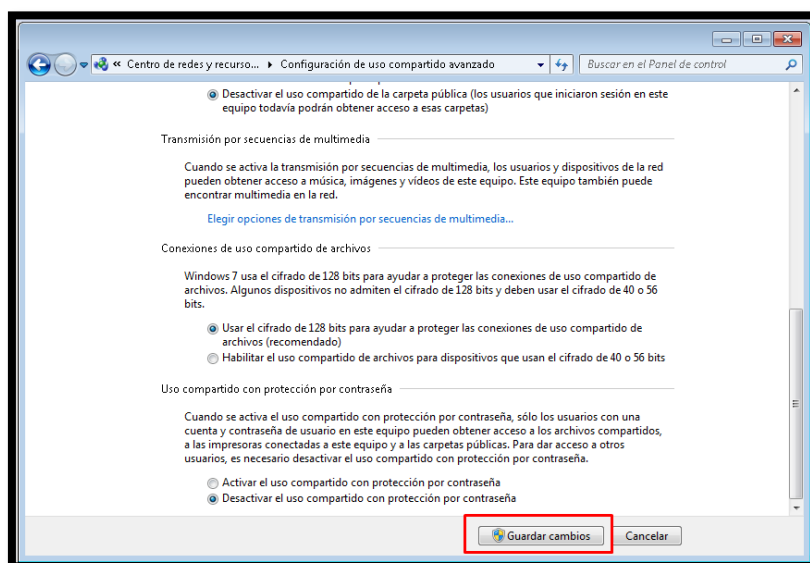 « Centro de redes y recurso... ▸ Configuración de uso compartido avanzado
Buscar en el Panel de control
Desactivar el uso compartido de la carpeta pública (los usuarios que iniciaron sesión en este
equipo todavía podrán obtener acceso a esas carpetas)
Transmisión por secuencias de multimedia
Cuando se activa la transmisión por secuencias de multimedia, los usuarios y dispositivos de la red
pueden obtener acceso a música, imágenes y vídeos de este equipo. Este equipo también puede
encontrar multimedia en la red.
Elegir opciones de transmisión por secuencias de multimedia...
Conexiones de uso compartido de archivos
Windows 7 usa el cifrado de 128 bits para ayudar a proteger las conexiones de uso compartido de
archivos. Algunos dispositivos no admiten el cifrado de 128 bits y deben usar el cifrado de 40 o 56
bits.
Usar el cifrado de 128 bits para ayudar a proteger las conexiones de uso compartido de
archivos (recomendado)
Habilitar el uso compartido de archivos para dispositivos que usan el cifrado de 40 o 56 bits
Uso compartido con protección por contraseña
Cuando se activa el uso compartido con protección por contraseña, sólo los usuarios con una
cuenta y contraseña de usuario en este equipo pueden obtener acceso a los archivos compartidos,
a las impresoras conectadas a este equipo y a las carpetas públicas. Para dar acceso a otros
usuarios, es necesario desactivar el uso compartido con protección por contraseña.
Activar el uso compartido con protección por contraseña
Desactivar el uso compartido con protección por contraseña
Guardar cambios
Cancelar